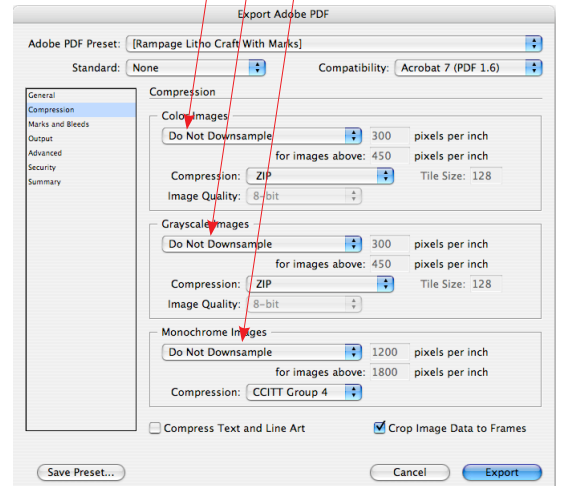 Export Adobe PDF
Adobe PDF Preset: [Rampage Litho Craft With Marks]
Standard: None Compatibility: Acrobat 7 (PDF 1.6)
General
Compression
Marks and Bleeds
Output
Advanced
Security
Summary
Compression
Color Images
Do Not Downsample 300 pixels per inch
for images above: 450 pixels per inch
Compression: ZIP Tile Size: 128
Image Quality: 8-bit
Grayscale Images
Do Not Downsample 300 pixels per inch
for images above: 450 pixels per inch
Compression: ZIP Tile Size: 128
Image Quality: 8-bit
Monochrome Images
Do Not Downsample 1200 pixels per inch
for images above: 1800 pixels per inch
Compression: CCITT Group 4
Compress Text and Line Art Crop Image Data to Frames
Save Preset... Cancel Export